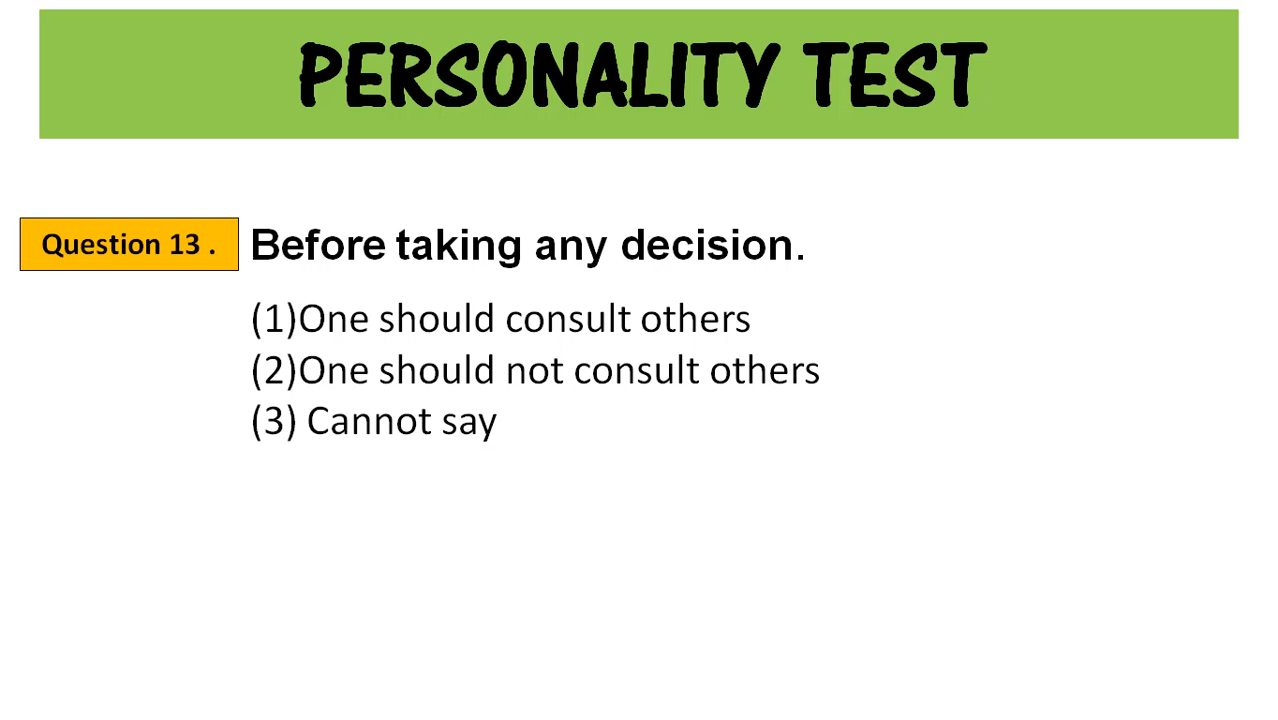 PERSONALITY TEST
Question 13 . Before taking any decision.
(1)One should consult others
(2)One should not consult others
(3) Cannot say